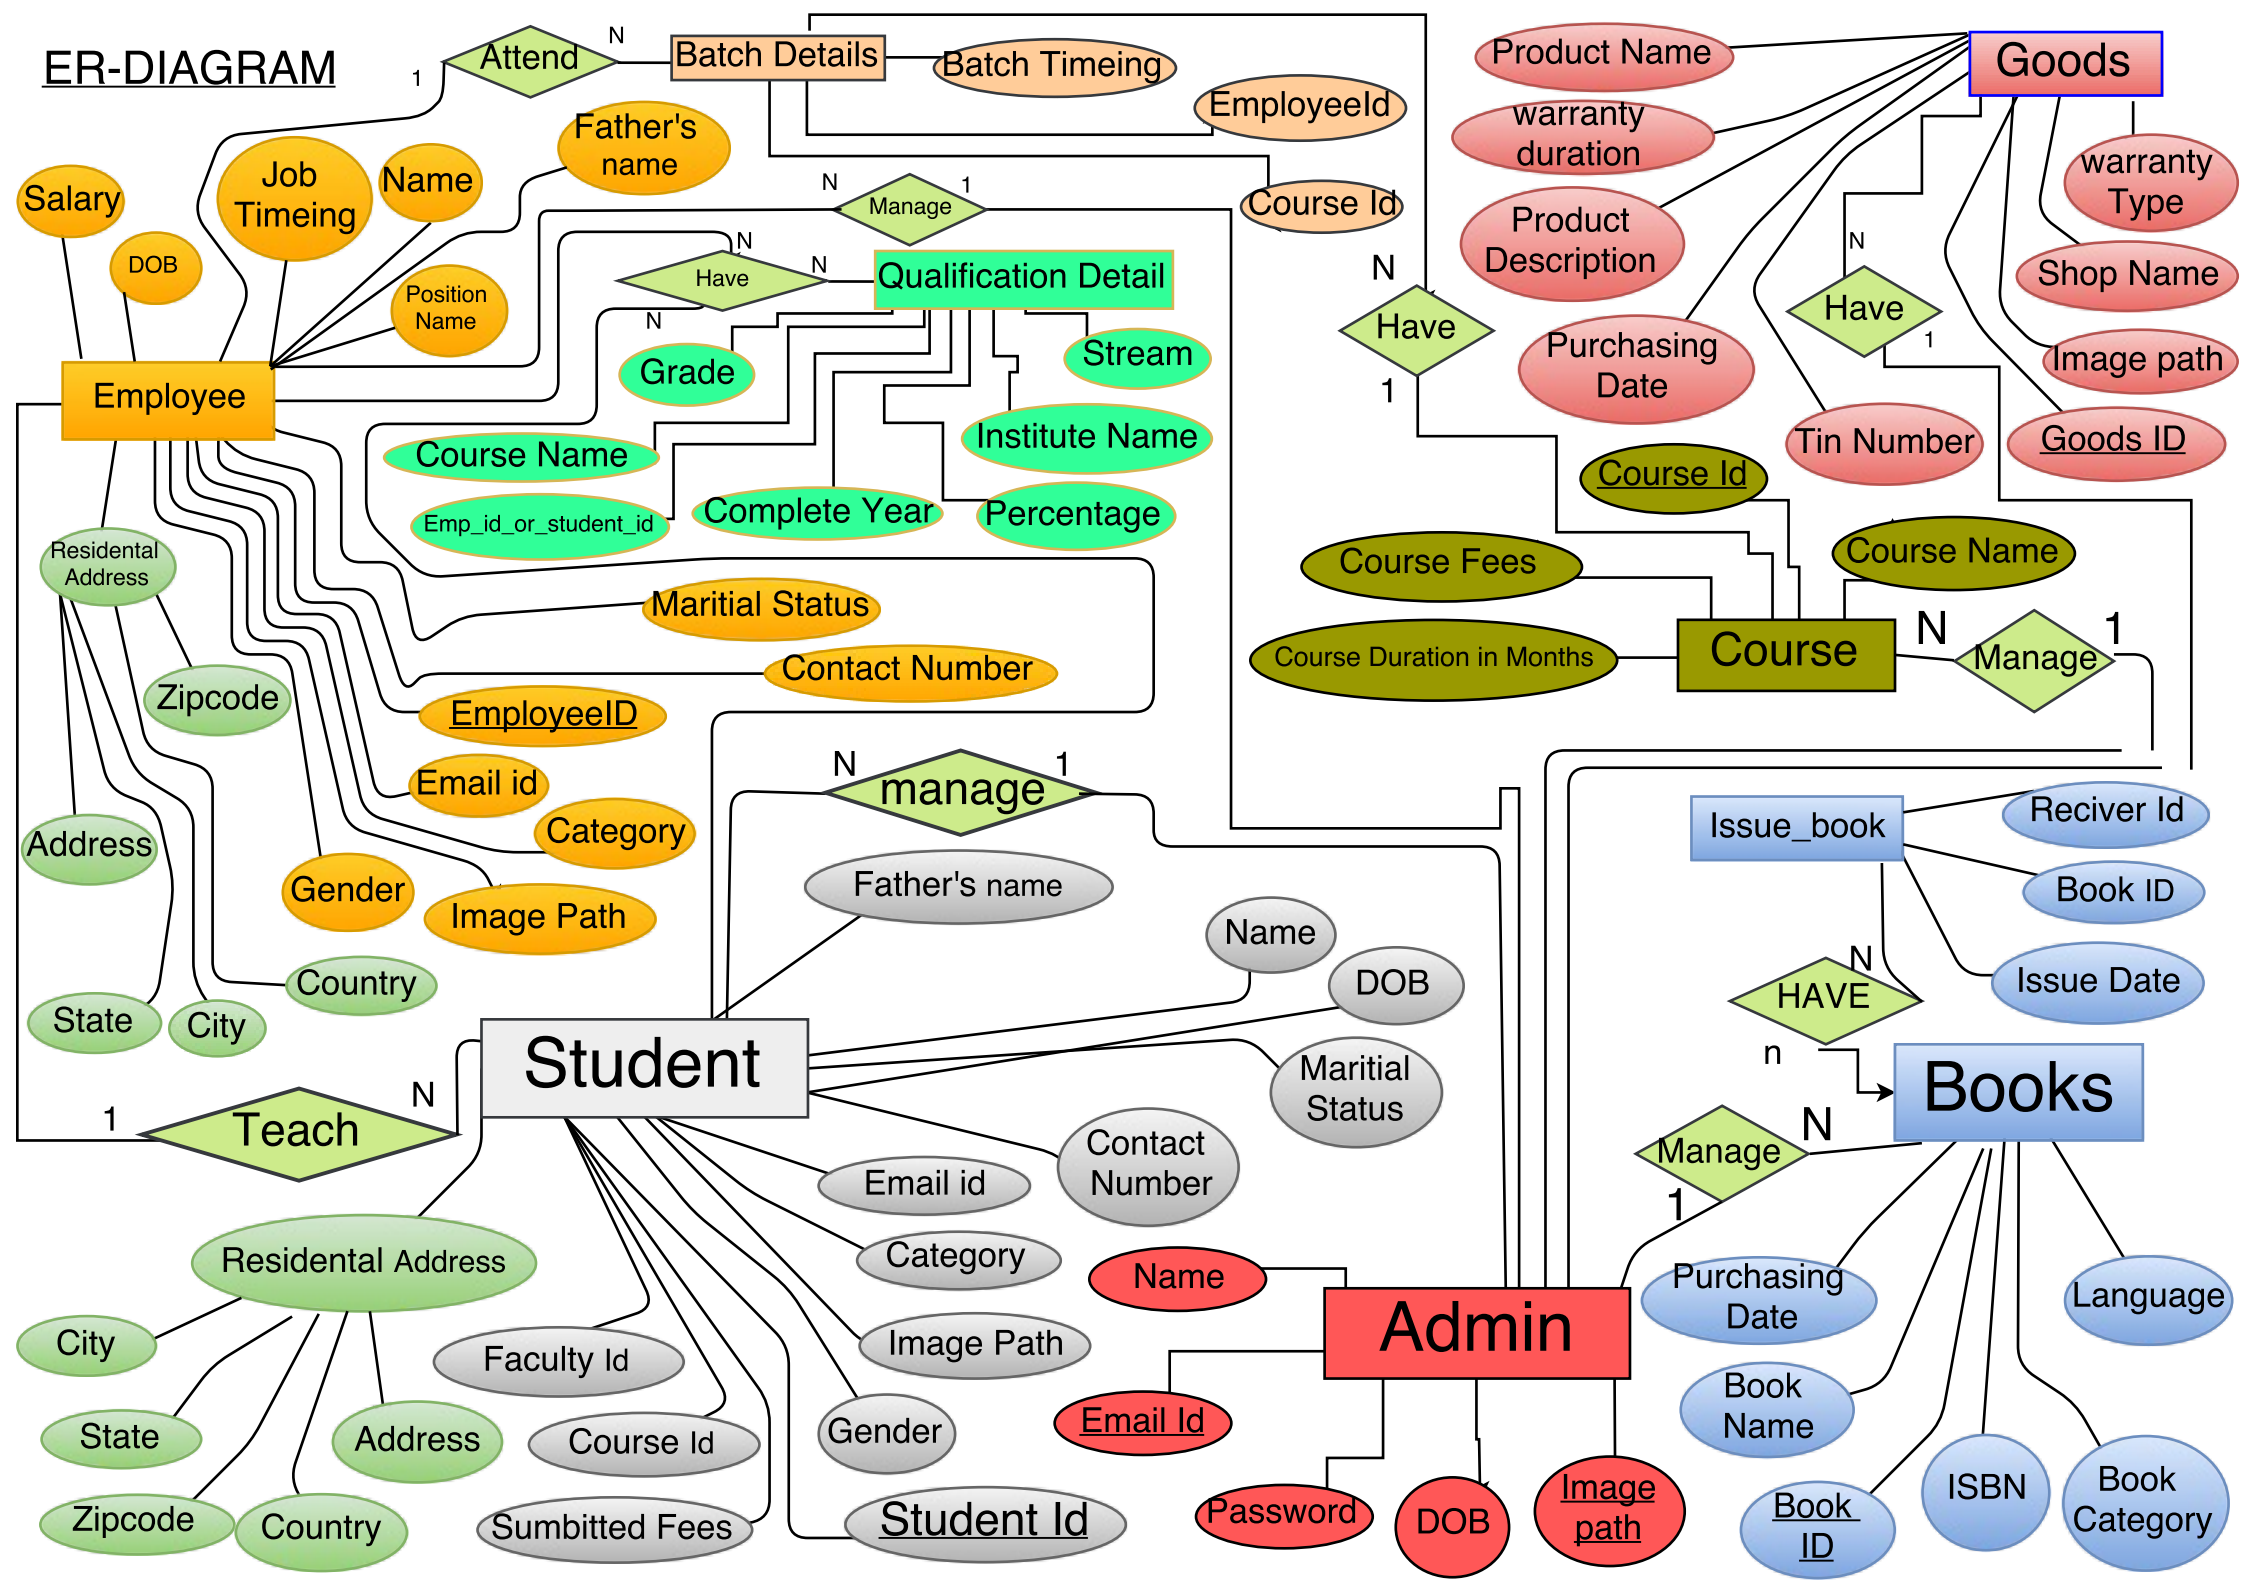 ER-DIAGRAM
Attend
1
N
Batch Details
Batch Timeing
EmployeeId
Course Id
Product Name
warranty
duration
Product
Description
Purchasing
Date
Tin Number
Goods
warranty
Type
Shop Name
Image path
Goods ID
Have
N
1
Salary
DOB
Job
Timeing
Name
Father's
name
Position
Name
Employee
N
Manage
1
Have
N
N
N
Qualification Detail
Grade
Stream
Course Name
Institute Name
Emp_id_or_student_id
Complete Year
Percentage
N
Have
1
Course Id
Course Fees
Course Name
Course Duration in Months
Course
N
Manage
1
Residental
Address
Zipcode
Address
State
City
Country
Maritial Status
Contact Number
EmployeeID
Email id
Category
Gender
Image Path
N
manage
1
Issue_book
Reciver Id
Book ID
Issue Date
N
HAVE
n
Books
Manage
N
1
Father's name
Name
DOB
Maritial
Status
Contact
Number
Student
1
Teach
N
Email id
Category
Image Path
Gender
Student Id
Faculty Id
Course Id
Sumbitted Fees
Residental Address
City
State
Zipcode
Country
Address
Name
Admin
Email Id
Password
DOB
Image
path
Purchasing
Date
Language
Book
Name
Book
ID
ISBN
Book
Category